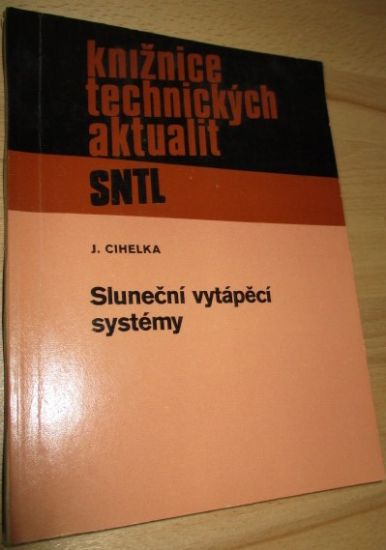 knižnice
technických
aktualit
SNTL
J. CIHELKA
Sluneční vytápěcí
systémy